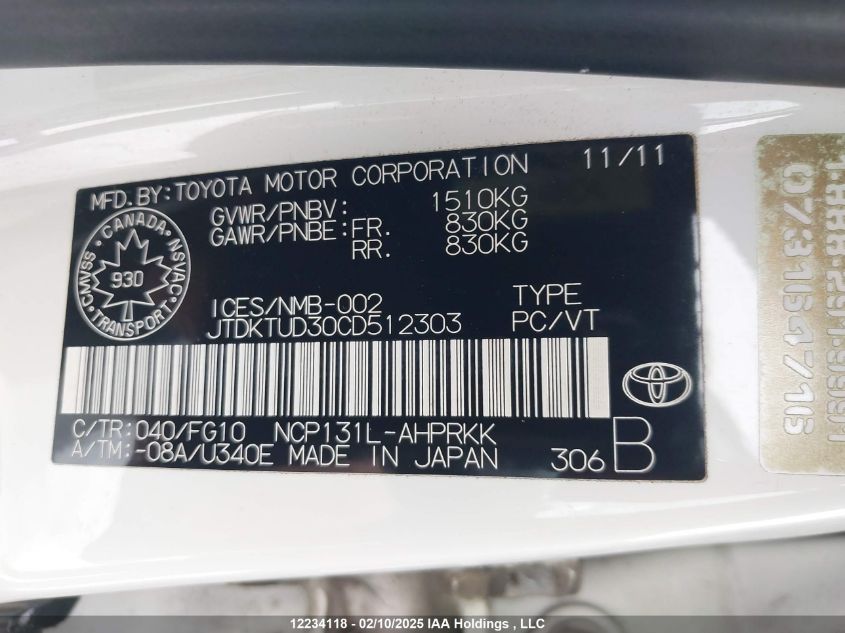 MFD.BY:TOYOTA MOTOR CORPORATION 11/11
GVWR/PNBV: 1510KG
GAWR/PNBE:FR. 830KG
RR. 830KG
CANADA
CMVSS NSVAC
930
TRANSPORT
ICES/NMB-002 TYPE
JTDKTUD30CD512303 PC/VT
C/TR:040/FG10 NCP131L-AHPRKK
A/TM:-08A/U340E MADE IN JAPAN 306 B
12234118 - 02/10/2025 IAA Holdings , LLC